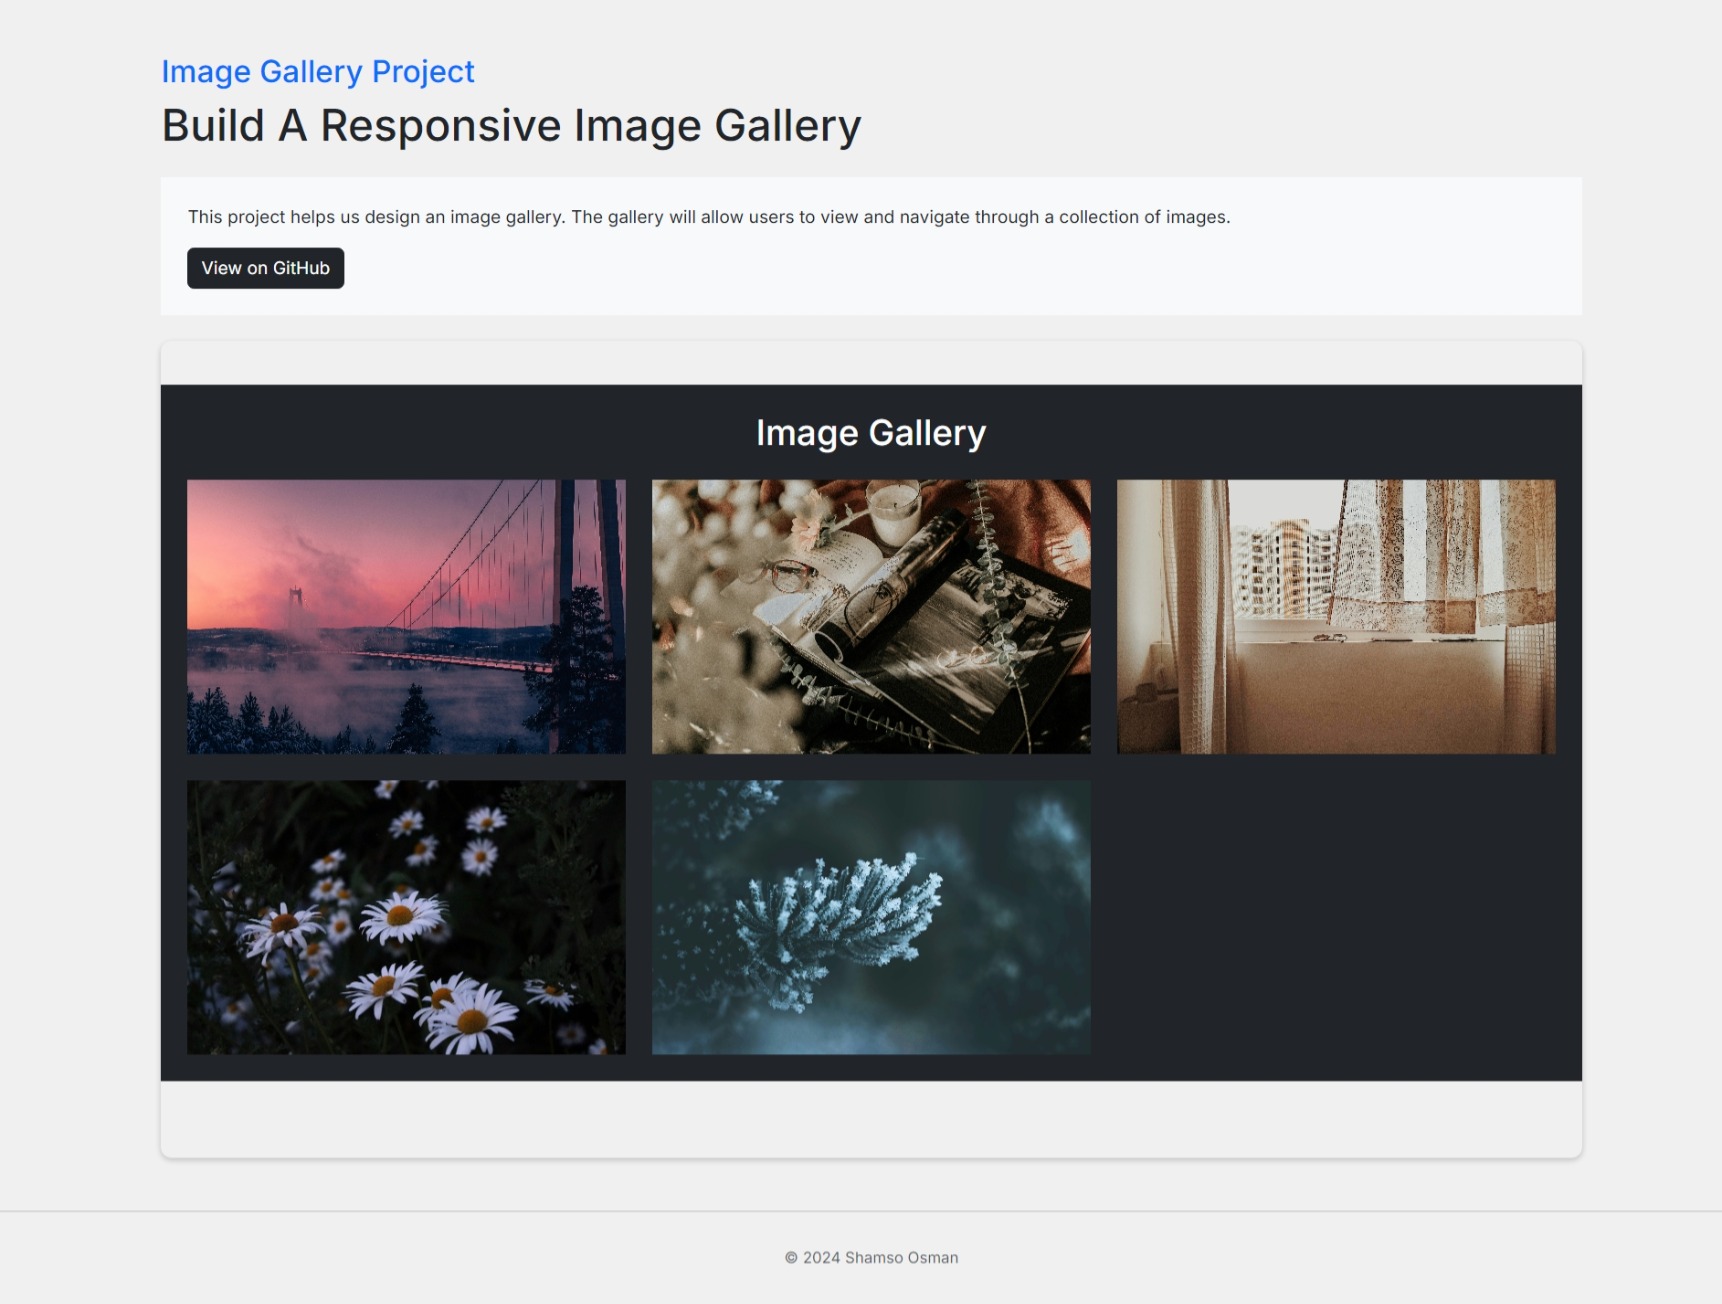 Image Gallery Project
Build A Responsive Image Gallery
This project helps us design an image gallery. The gallery will allow users to view and navigate through a collection of images.
View on GitHub
Image Gallery
© 2024 Shamso Osman